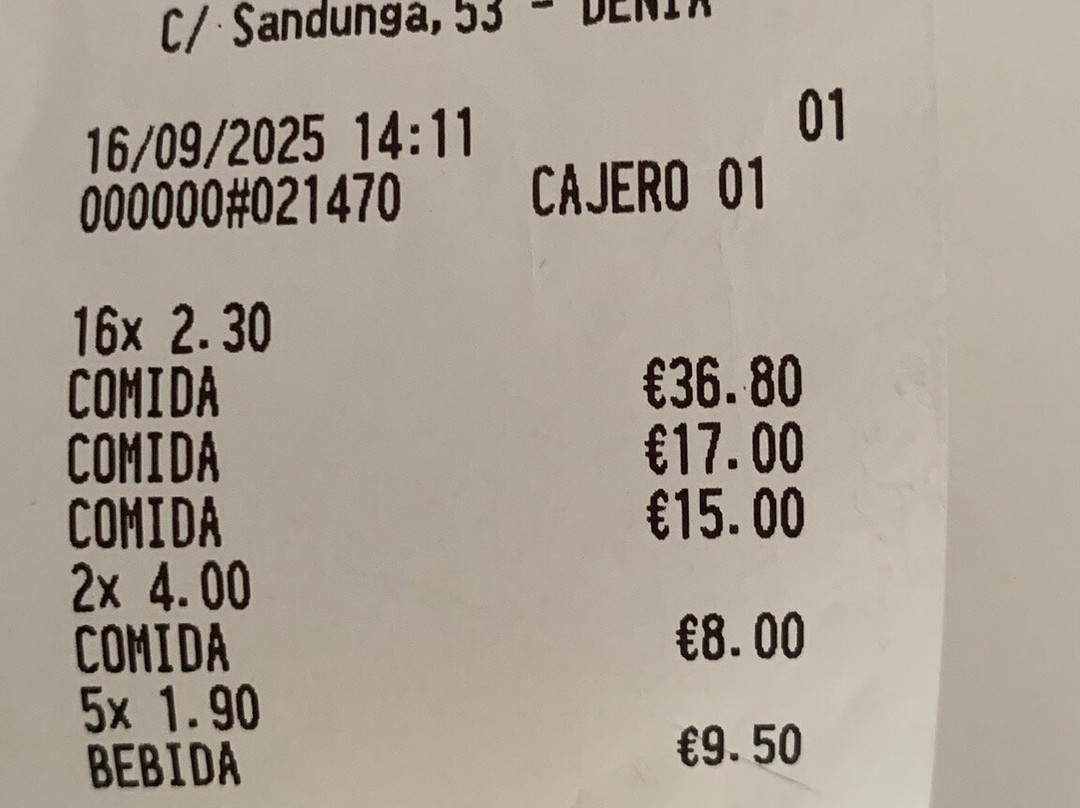 C/ Sandunga, 53 - DENIA
16/09/2025 14:11 01
000000#021470 CAJERO 01
16x 2.30
COMIDA €36.80
COMIDA €17.00
COMIDA €15.00
2x 4.00
COMIDA €8.00
5x 1.90
BEBIDA €9.50